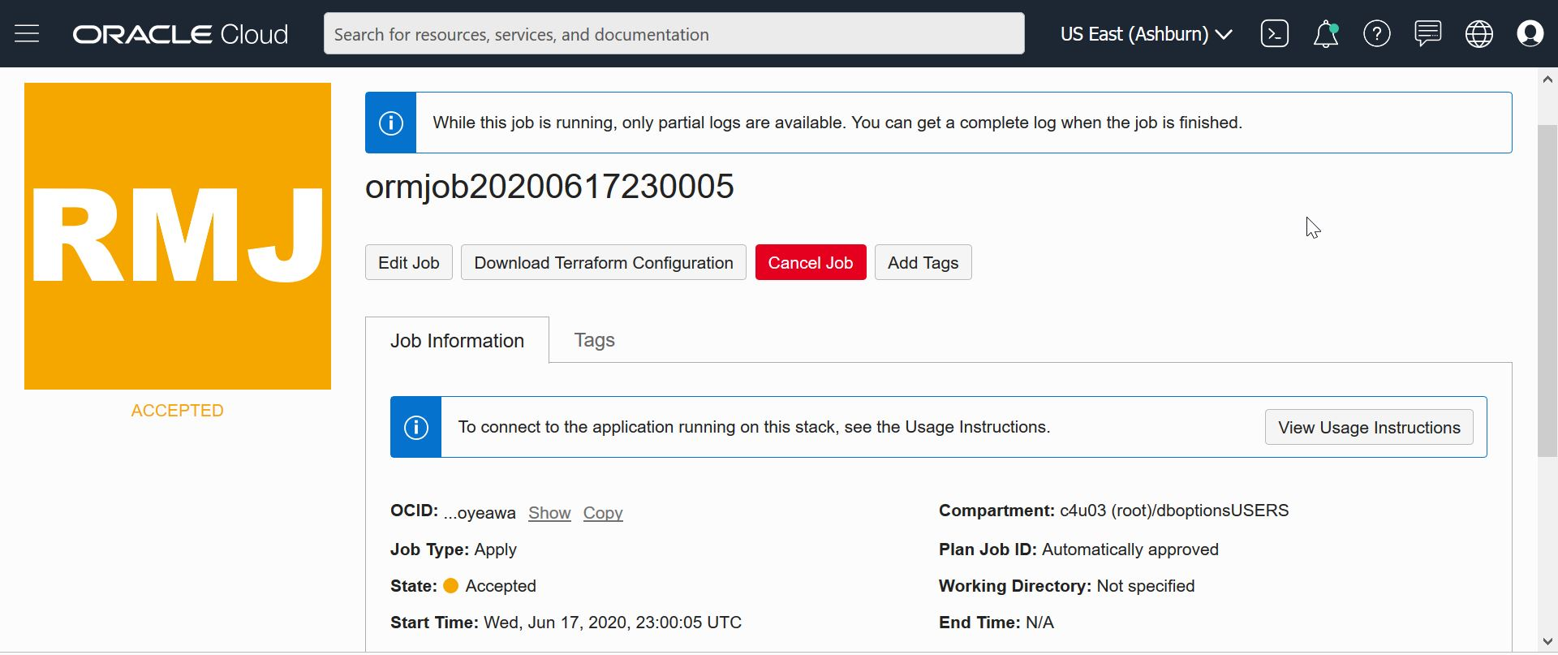 ORACLE Cloud
Search for resources, services, and documentation
US East (Ashburn)
RMJ
ACCEPTED
While this job is running, only partial logs are available. You can get a complete log when the job is finished.
ormjob20200617230005
Edit Job
Download Terraform Configuration
Cancel Job
Add Tags
Job Information
Tags
To connect to the application running on this stack, see the Usage Instructions.
View Usage Instructions
OCID: ...oyeawa Show Copy
Job Type: Apply
State: Accepted
Start Time: Wed, Jun 17, 2020, 23:00:05 UTC
Compartment: c4u03 (root)/dboptionsUSERS
Plan Job ID: Automatically approved
Working Directory: Not specified
End Time: N/A